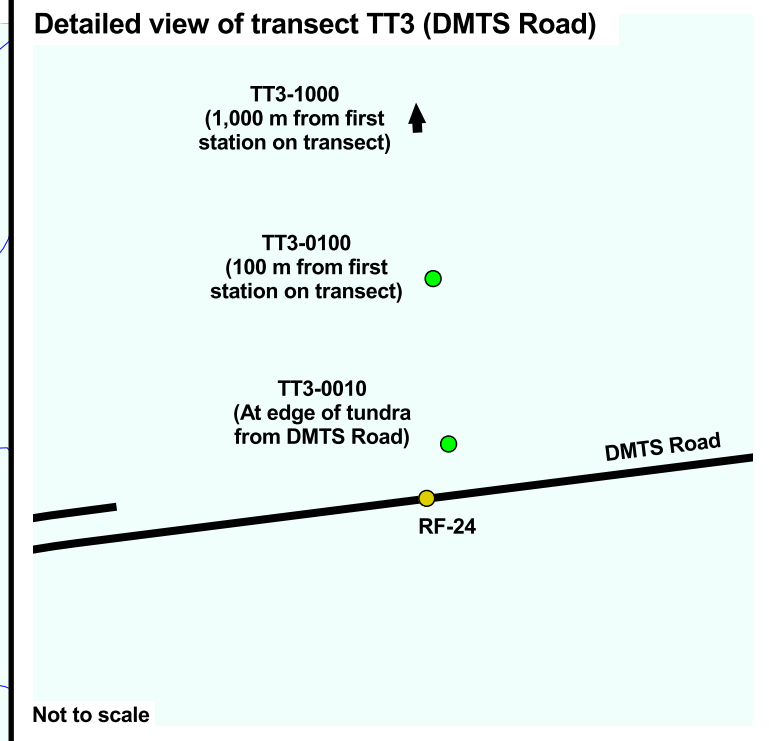 Detailed view of transect TT3 (DMTS Road)
TT3-1000
(1,000 m from first
station on transect)
TT3-0100
(100 m from first
station on transect)
TT3-0010
(At edge of tundra
from DMTS Road)
DMTS Road
RF-24
Not to scale